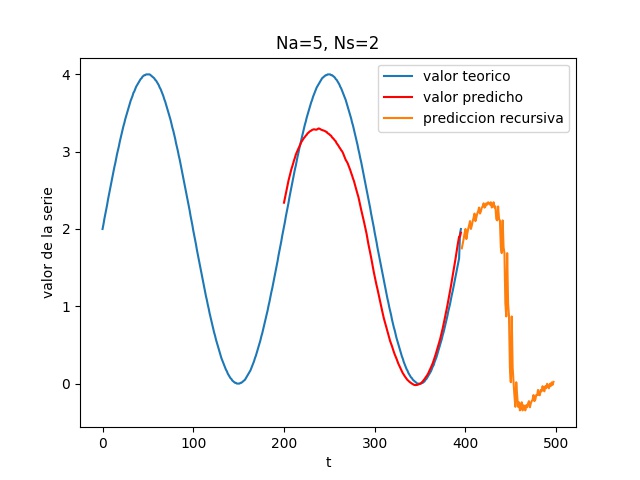 Na=5, Ns=2
valor teorico
valor predicho
prediccion recursiva
valor de la serie
4
3
2
1
0
0 100 200 300 400 500
t